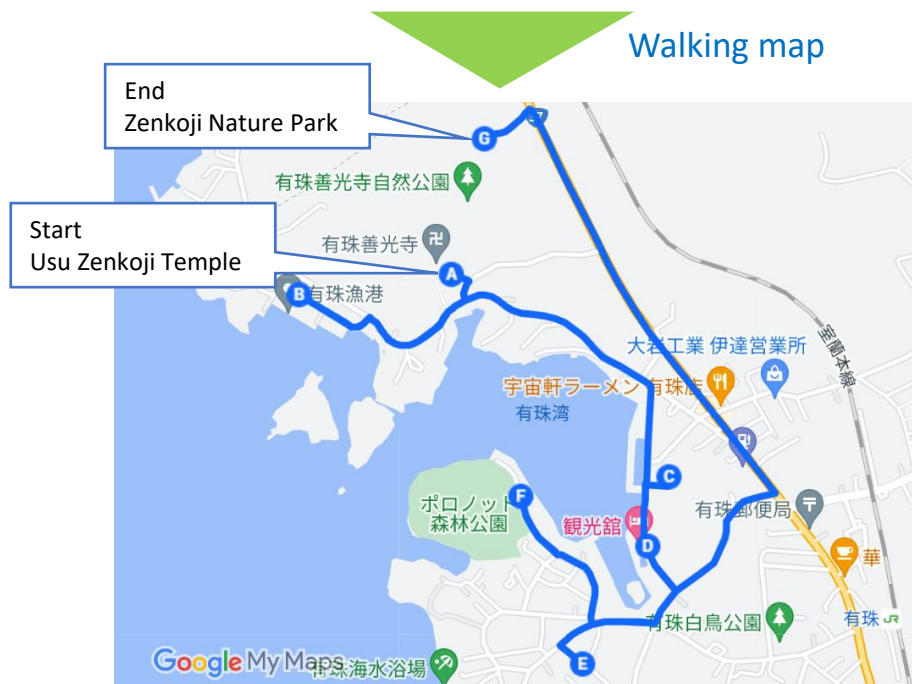 Walking map
End
Zenkoji Nature Park
G
37
有珠善光寺自然公園
Start
Usu Zenkoji Temple
有珠善光寺
A
B
有珠漁港
大岩工業 伊達営業所
室蘭本線
宇宙軒ラーメン 有珠店
有珠湾
C
F
ポロノット
森林公園
有珠郵便局
観光舘
D
華
有珠白鳥公園
有珠 JR
E
Google My Maps
有珠海水浴場